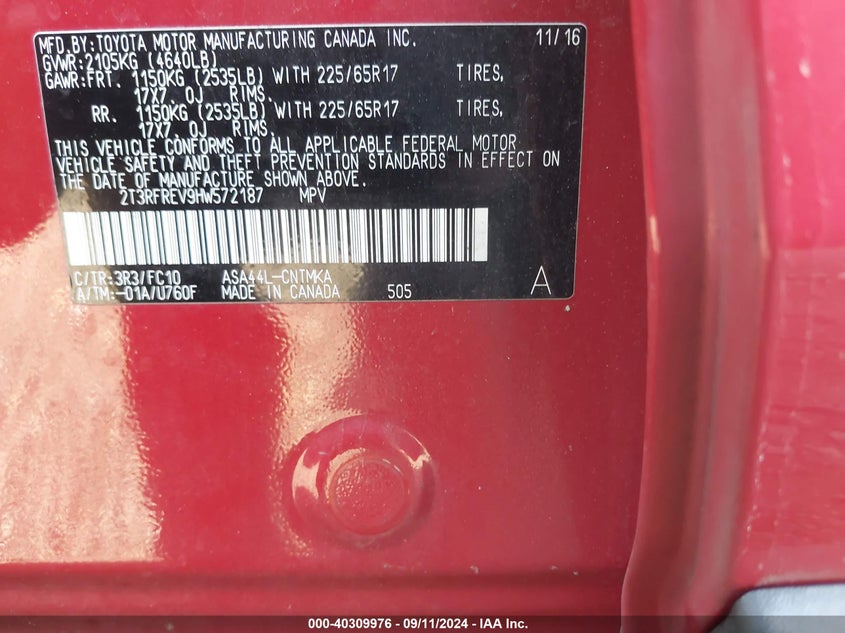 MFD.BY:TOYOTA MOTOR MANUFACTURING CANADA INC. 11/16
GVWR:2105KG (4640LB)
GAWR:FRT. 1150KG (2535LB) WITH 225/65R17 TIRES,
17X7.0J RIMS,
RR. 1150KG (2535LB) WITH 225/65R17 TIRES,
17X7.0J RIMS.
THIS VEHICLE CONFORMS TO ALL APPLICABLE FEDERAL MOTOR
VEHICLE SAFETY AND THEFT PREVENTION STANDARDS IN EFFECT ON
THE DATE OF MANUFACTURE SHOWN ABOVE.
2T3RFREV9HW572187 MPV
C/TR:3R3/FC10 ASA44L-CNTMKA A
A/TM:-01A/U760F MADE IN CANADA 505
000-40309976 - 09/11/2024 - IAA Inc.